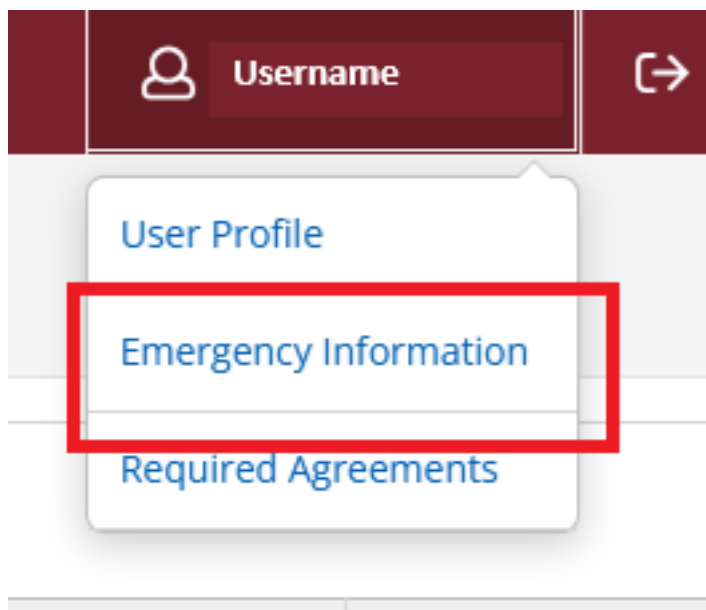 Username
User Profile
Emergency Information
Required Agreements